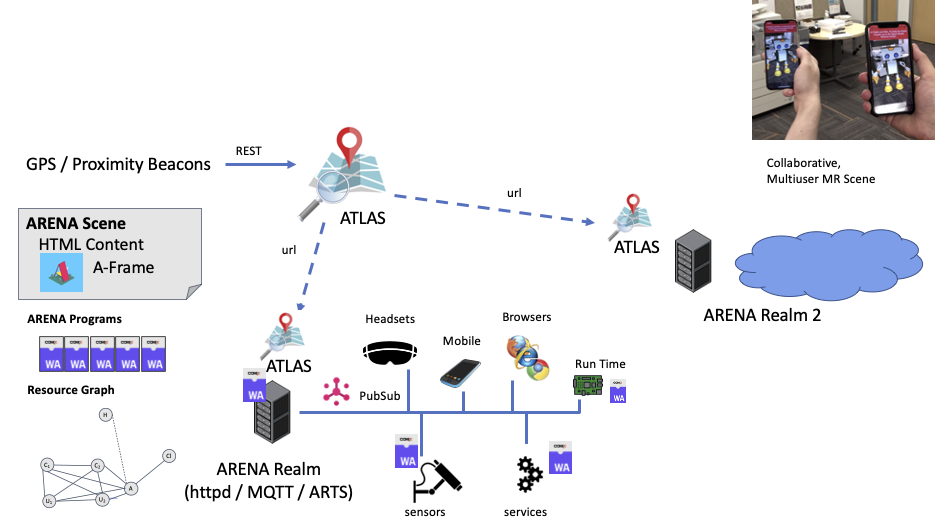 GPS / Proximity Beacons
REST
ATLAS
url
url
ATLAS
Collaborative,
Multiuser MR Scene
ARENA Realm 2
ARENA Scene
HTML Content
A-Frame
ARENA Programs
WA
WA
WA
WA
WA
Resource Graph
H
C1
C2
CI
A
U1
U2
ATLAS
WA
PubSub
Headsets
Mobile
Browsers
Run Time
WA
ARENA Realm
(httpd / MQTT / ARTS)
WA
sensors
WA
services